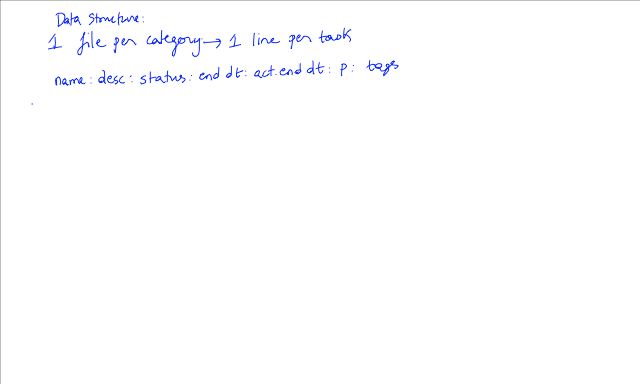 Data Structure:
1 file per category → 1 line per task
name: desc: status: end dt: act.end dt: p: tags